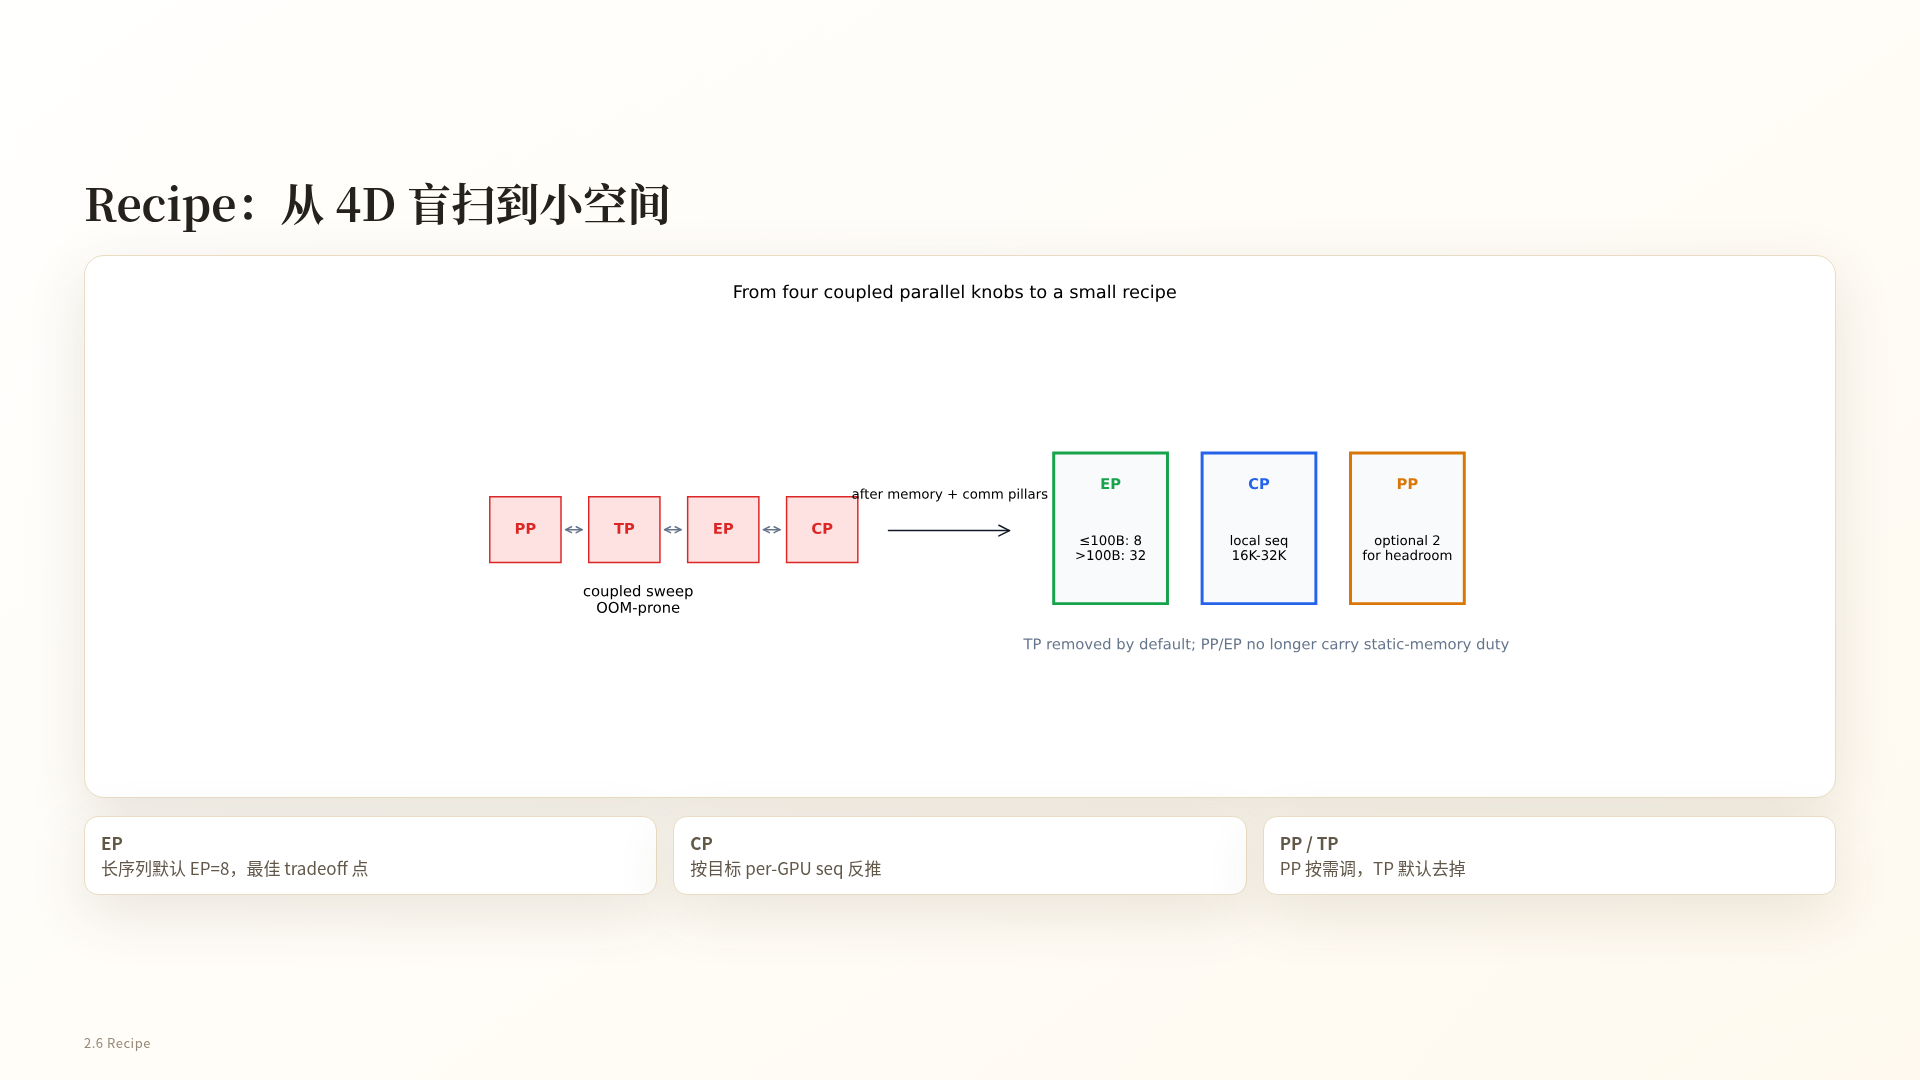 Recipe：从 4D 盲扫到小空间
From four coupled parallel knobs to a small recipe
PP
TP
EP
CP
coupled sweep
OOM-prone
after memory + comm pillars
EP
≤100B: 8
>100B: 32
CP
local seq
16K-32K
PP
optional 2
for headroom
TP removed by default; PP/EP no longer carry static-memory duty
EP
长序列默认 EP=8，最佳 tradeoff 点
CP
按目标 per-GPU seq 反推
PP / TP
PP 按需调，TP 默认去掉
2.6 Recipe